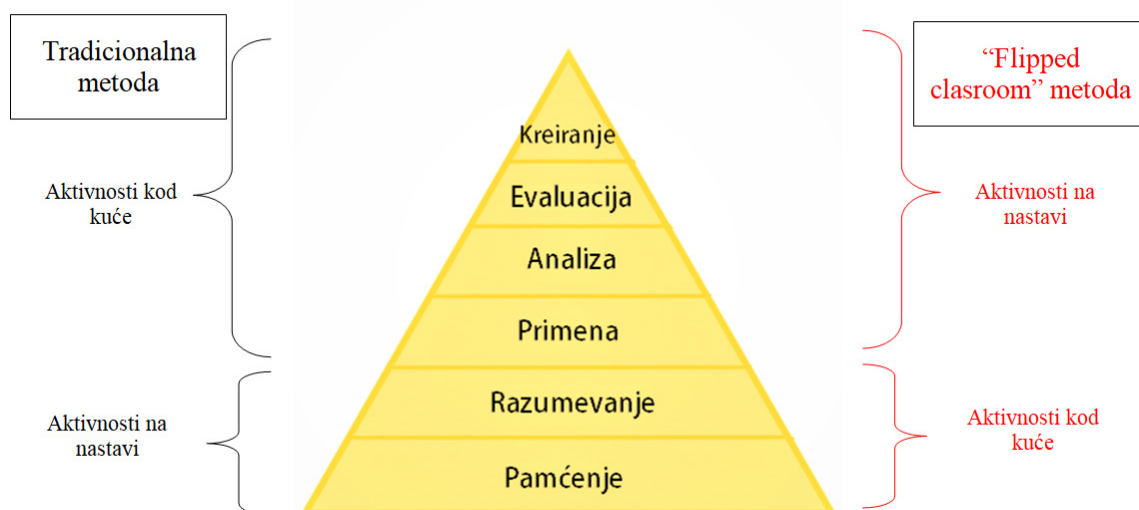 Tradicionalna
metoda
Aktivnosti kod
kuće
Aktivnosti na
nastavi
Kreiranje
Evaluacija
Analiza
Primena
Razumevanje
Pamćenje
“Flipped
clasroom” metoda
Aktivnosti na
nastavi
Aktivnosti kod
kuće